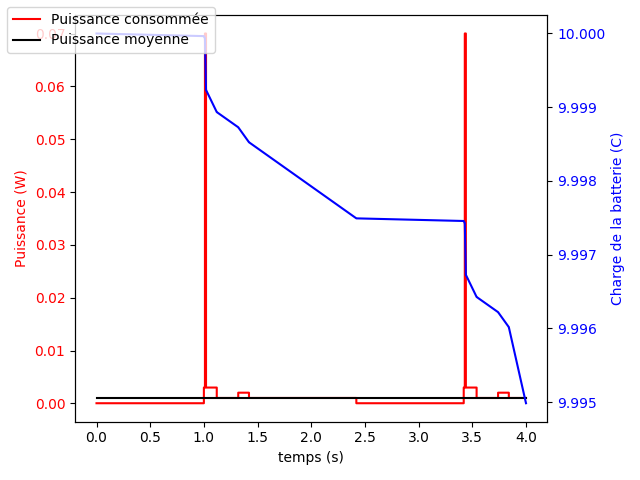 Puissance consommée
Puissance moyenne
0.07
0.06
0.05
0.04
0.03
0.02
0.01
0.00
Puissance (W)
10.000
9.999
9.998
9.997
9.996
9.995
Charge de la batterie (C)
0.0 0.5 1.0 1.5 2.0 2.5 3.0 3.5 4.0
temps (s)